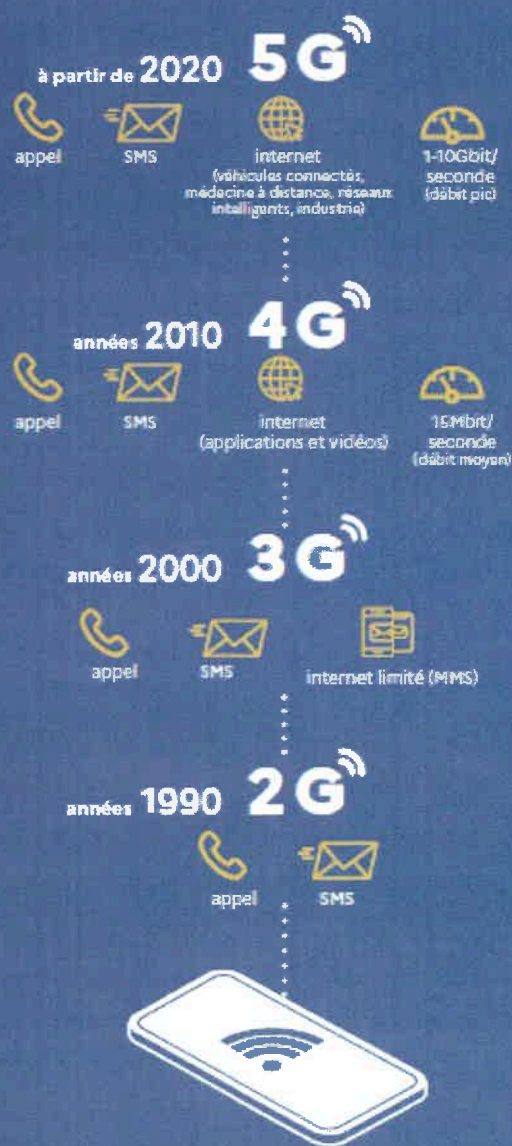 à partir de 2020 5G
appel
SMS
internet
(véhicules connectés,
médecine à distance, réseaux
intelligents, industrie)
1-10Gbit/
seconde
(débit pic)
années 2010 4G
appel
SMS
internet
(applications et vidéos)
15Mbit/
seconde
(débit moyen)
années 2000 3G
appel
SMS
internet limité (MMS)
années 1990 2G
appel
SMS